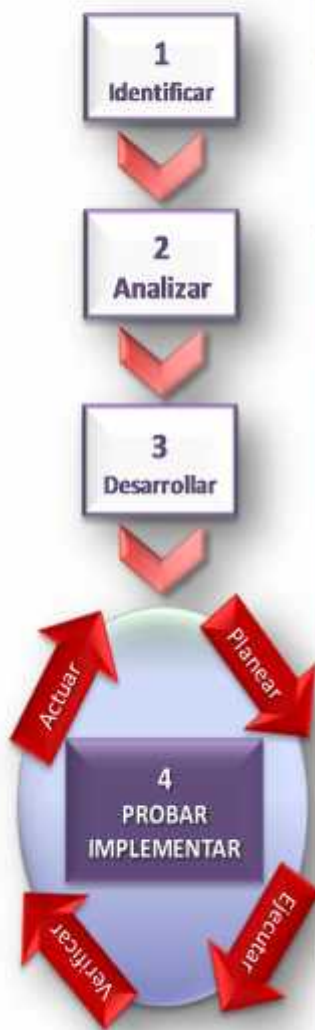 1
Identificar
2
Analizar
3
Desarrollar
Actuar
Planear
4
PROBAR
IMPLEMENTAR
Verificar
Ejecutar